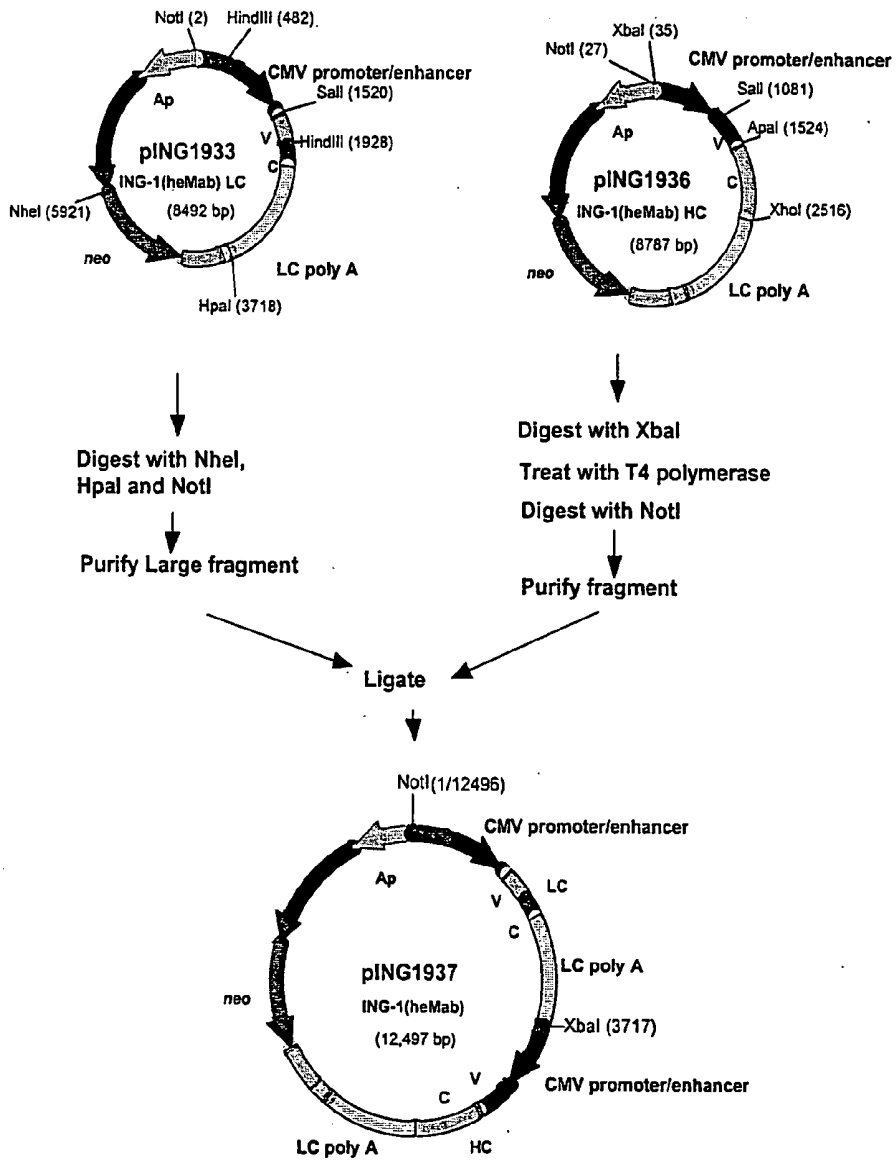 NotI (2)
HindIII (482)
CMV promoter/enhancer
SalI (1520)
Ap
V
HindIII (1928)
C
pING1933
ING-1(heMab) LC
(8492 bp)
NheI (5921)
neo
LC poly A
HpaI (3718)
XbaI (35)
NotI (27)
CMV promoter/enhancer
SalI (1081)
ApaI (1524)
Ap
V
C
pING1936
ING-1(heMab) HC
(8787 bp)
XhoI (2516)
neo
LC poly A
Digest with NheI,
HpaI and NotI
Purify Large fragment
Digest with XbaI
Treat with T4 polymerase
Digest with NotI
Purify fragment
Ligate
NotI (1/12496)
CMV promoter/enhancer
Ap
V
LC
C
LC poly A
pING1937
ING-1(heMab)
(12,497 bp)
neo
XbaI (3717)
CMV promoter/enhancer
V
C
LC poly A
HC